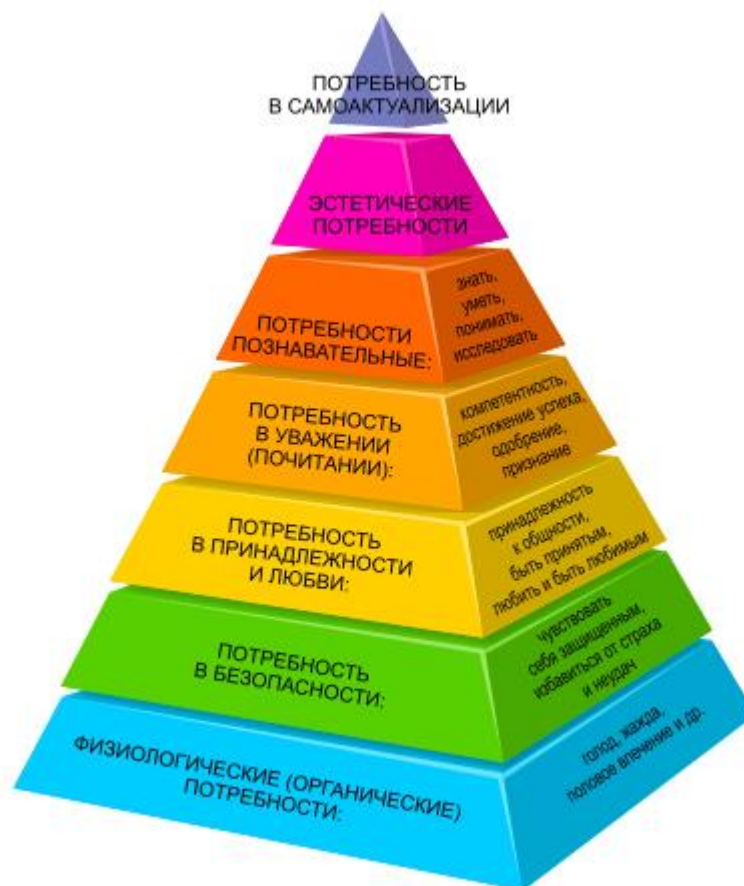 ПОТРЕБНОСТЬ
В САМОАКТУАЛИЗАЦИИ
ЭСТЕТИЧЕСКИЕ
ПОТРЕБНОСТИ
ПОТРЕБНОСТИ
ПОЗНАВАТЕЛЬНЫЕ:
знать,
уметь,
понимать,
исследовать
ПОТРЕБНОСТЬ
В УВАЖЕНИИ
(ПОЧИТАНИИ):
компетентность,
достижение успеха,
одобрение,
признание
ПОТРЕБНОСТЬ
В ПРИНАДЛЕЖНОСТИ
И ЛЮБВИ:
принадлежность
к общности,
быть принятым,
любить и быть любимым
ПОТРЕБНОСТЬ
В БЕЗОПАСНОСТИ:
чувствовать
себя защищенным,
избавиться от страха
и неудач
ФИЗИОЛОГИЧЕСКИЕ (ОРГАНИЧЕСКИЕ)
ПОТРЕБНОСТИ:
голод, жажда,
половое влечение и др.